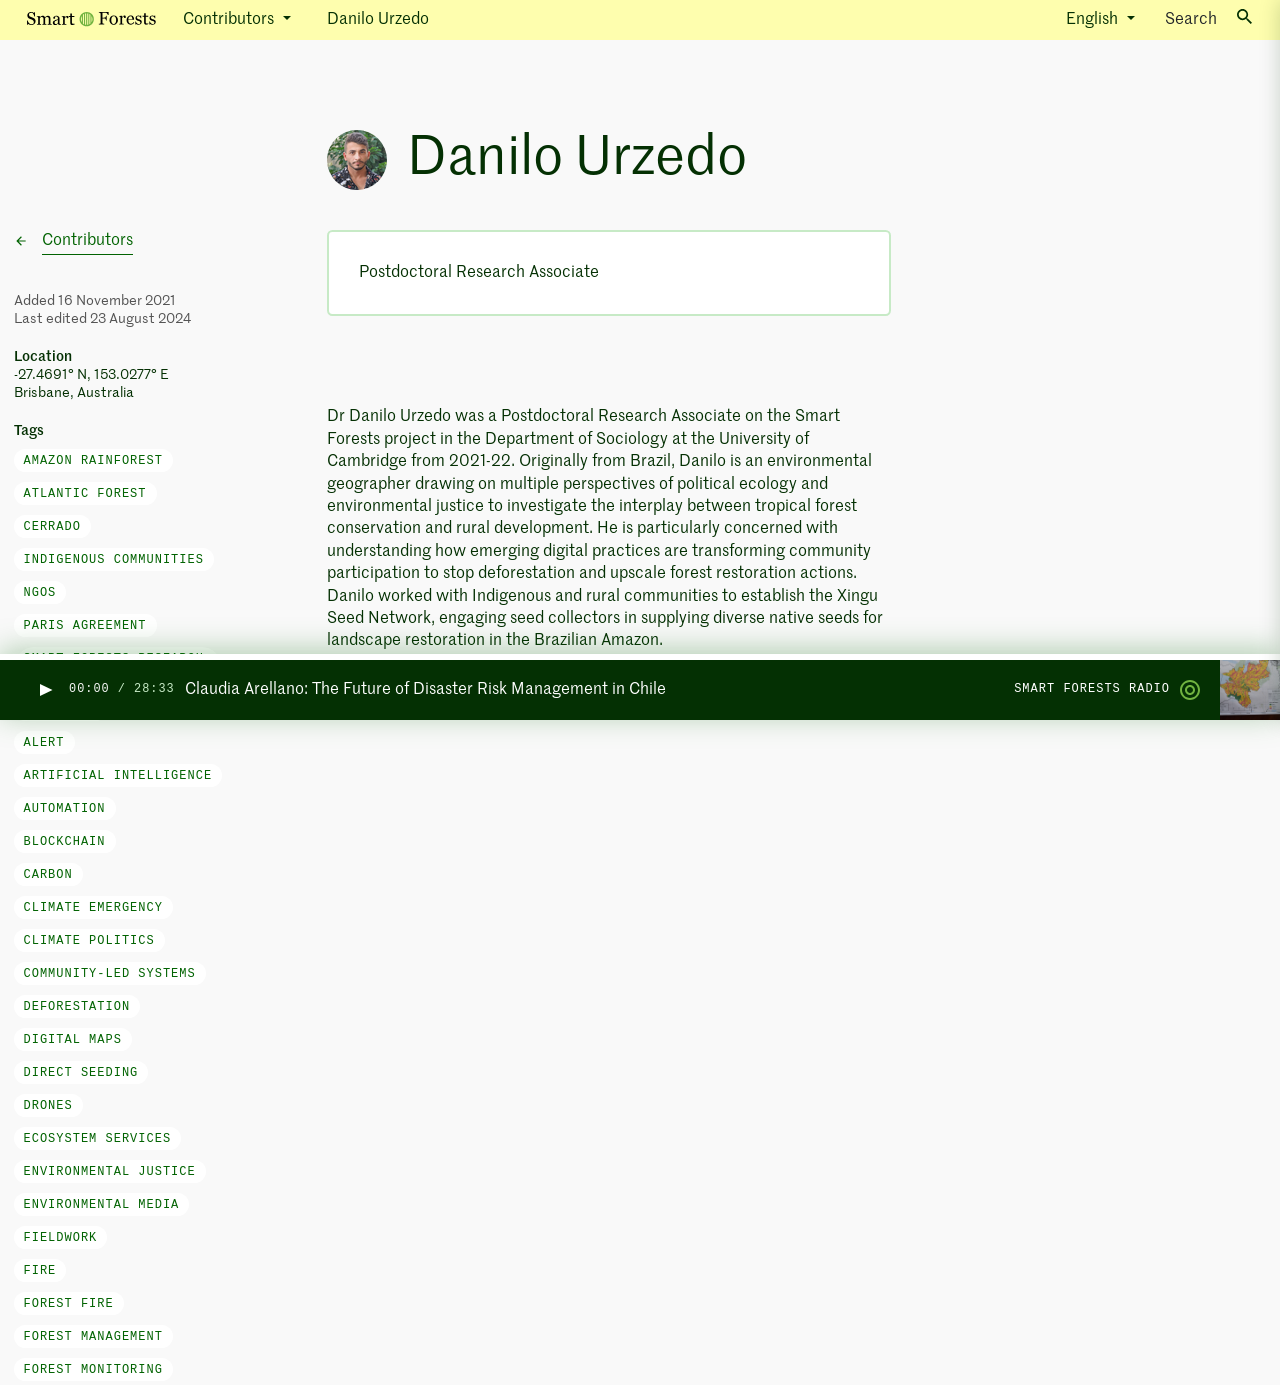 Smart Forests Contributors Danilo Urzedo English Search
Danilo Urzedo
Contributors
Postdoctoral Research Associate
Added 16 November 2021
Last edited 23 August 2024
Location
-27.4691° N, 153.0277° E
Brisbane, Australia
Tags
AMAZON RAINFOREST
ATLANTIC FOREST
CERRADO
INDIGENOUS COMMUNITIES
NGOS
PARIS AGREEMENT
Dr Danilo Urzedo was a Postdoctoral Research Associate on the Smart
Forests project in the Department of Sociology at the University of
Cambridge from 2021-22. Originally from Brazil, Danilo is an environmental
geographer drawing on multiple perspectives of political ecology and
environmental justice to investigate the interplay between tropical forest
conservation and rural development. He is particularly concerned with
understanding how emerging digital practices are transforming community
participation to stop deforestation and upscale forest restoration actions.
Danilo worked with Indigenous and rural communities to establish the Xingu
Seed Network, engaging seed collectors in supplying diverse native seeds for
landscape restoration in the Brazilian Amazon.
00:00 / 28:33 Claudia Arellano: The Future of Disaster Risk Management in Chile SMART FORESTS RADIO
ALERT
ARTIFICIAL INTELLIGENCE
AUTOMATION
BLOCKCHAIN
CARBON
CLIMATE EMERGENCY
CLIMATE POLITICS
COMMUNITY-LED SYSTEMS
DEFORESTATION
DIGITAL MAPS
DIRECT SEEDING
DRONES
ECOSYSTEM SERVICES
ENVIRONMENTAL JUSTICE
ENVIRONMENTAL MEDIA
FIELDWORK
FIRE
FOREST FIRE
FOREST MANAGEMENT
FOREST MONITORING